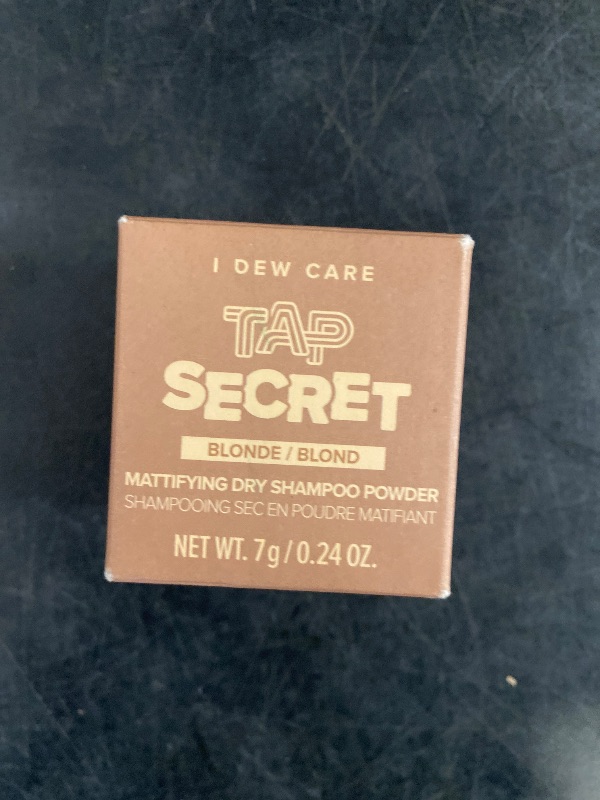 I DEW CARE
TAP
SECRET
BLONDE / BLOND
MATTIFYING DRY SHAMPOO POWDER
SHAMPOOING SEC EN POUDRE MATIFIANT
NET WT. 7g / 0.24 OZ.